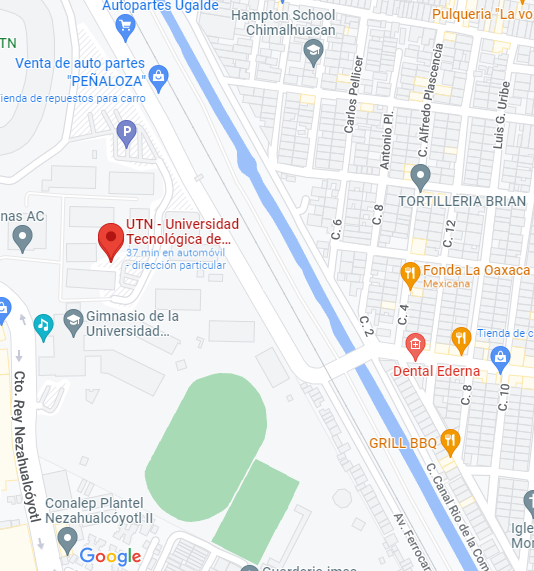 Autopartes Ugalde
Hampton School
Chimalhuacan
Pulqueria "La vo
TN
Venta de auto partes
"PEÑALOZA"
Tienda de repuestos para carro
P
Carlos Pellicer
Antonio Pl.
C. Alfredo Plascencia
Luis G. Uribe
TORTILLERIA BRIAN
nas AC
UTN - Universidad
Tecnológica de...
37 min en automóvil
- dirección particular
C. 6
C. 8
C. 12
Fonda La Oaxaca
Mexicana
Gimnasio de la
Universidad...
C. 2
C. 4
Tienda de c
Dental Ederna
C. 8
C. 10
Cto. Rey Nezahualcóyotl
GRILL BBQ
C. Canal Río de la Com
Conalep Plantel
Nezahualcóyotl II
Av. Ferrocar
Igle
Mor
Google
Guarderia imss